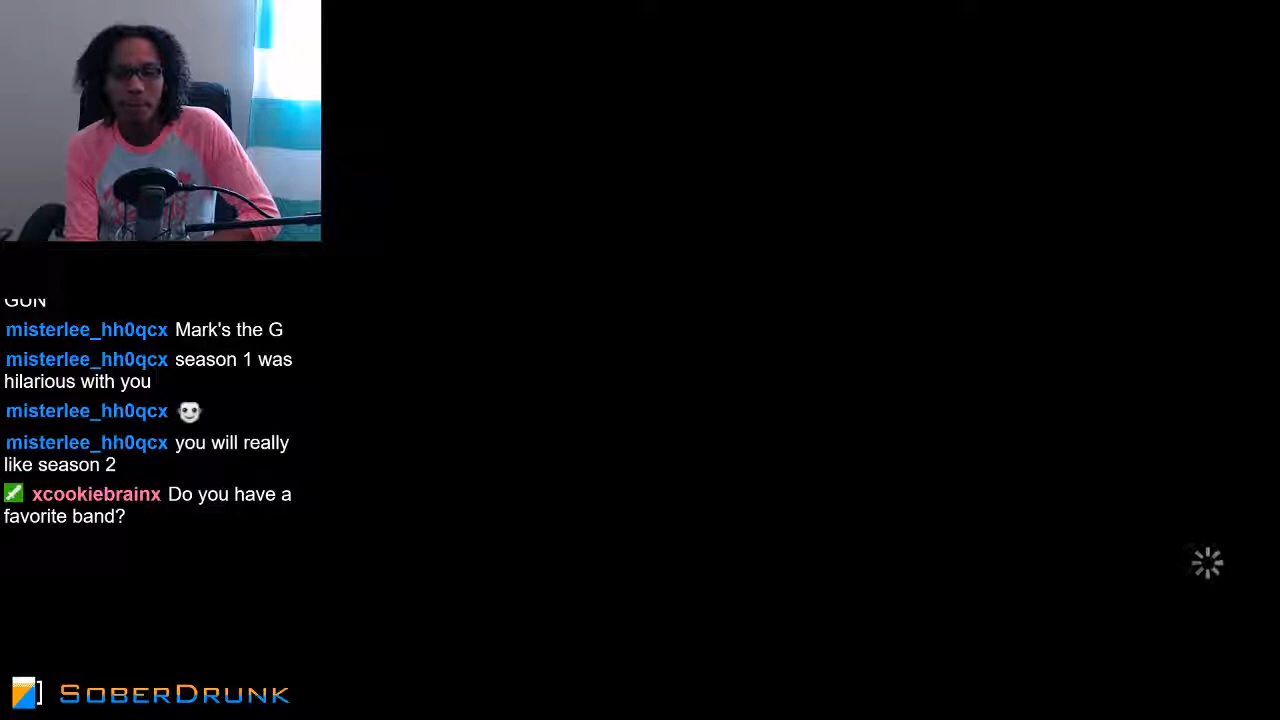 GUN
misterlee_hh0qcx Mark's the G
misterlee_hh0qcx season 1 was
hilarious with you
misterlee_hh0qcx
misterlee_hh0qcx you will really
like season 2
xcookiebrainx Do you have a
favorite band?
SOBERDRUNK